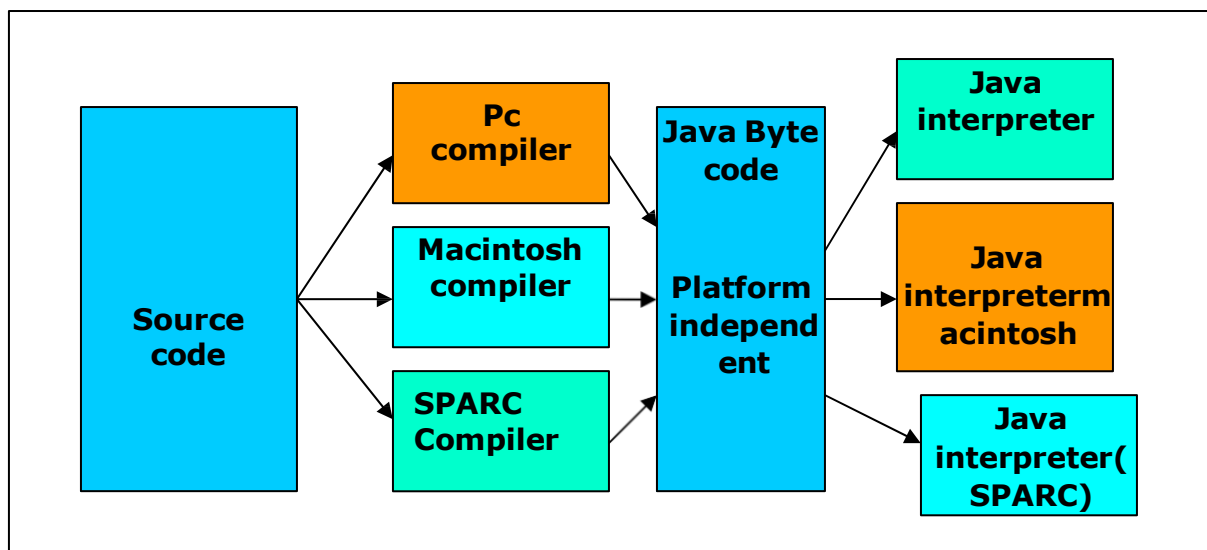 Source
code
Pc
compiler
Macintosh
compiler
SPARC
Compiler
Java Byte
code
Platform
independ
ent
Java
interpreter
Java
interpreterm
acintosh
Java
interpreter(
SPARC)